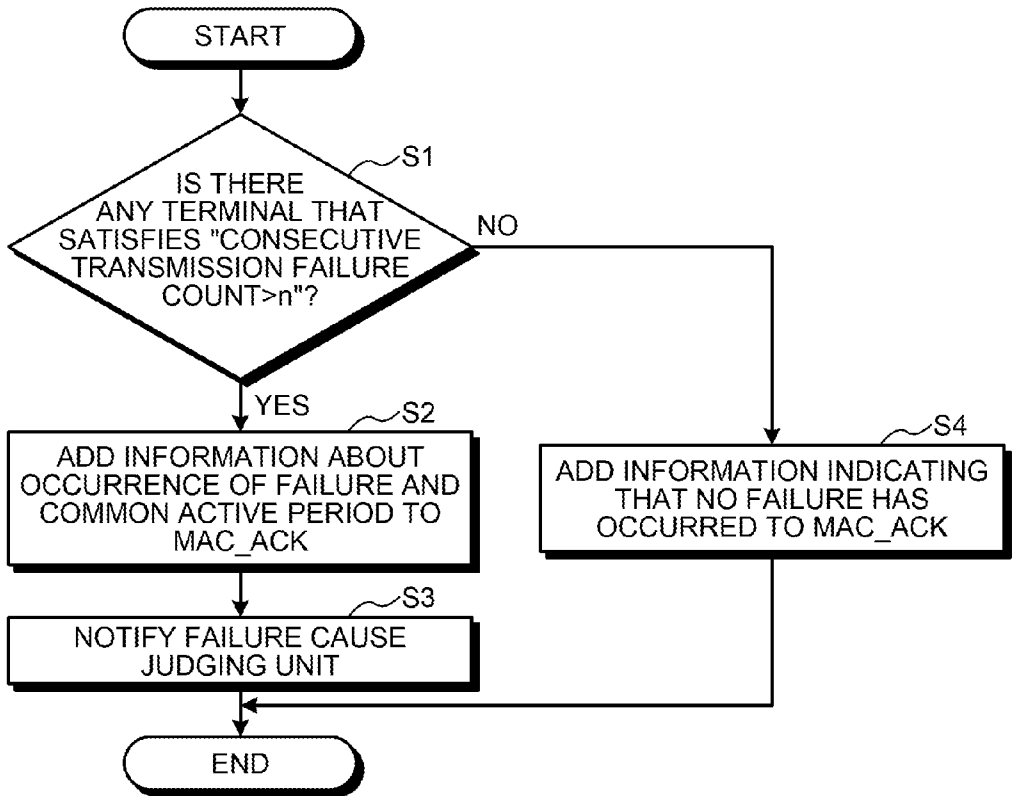 START
S1
IS THERE
ANY TERMINAL THAT
SATISFIES "CONSECUTIVE
TRANSMISSION FAILURE
COUNT>n"?
NO
YES
S2
ADD INFORMATION ABOUT
OCCURRENCE OF FAILURE AND
COMMON ACTIVE PERIOD TO
MAC_ACK
S4
ADD INFORMATION INDICATING
THAT NO FAILURE HAS
OCCURRED TO MAC_ACK
S3
NOTIFY FAILURE CAUSE
JUDGING UNIT
END